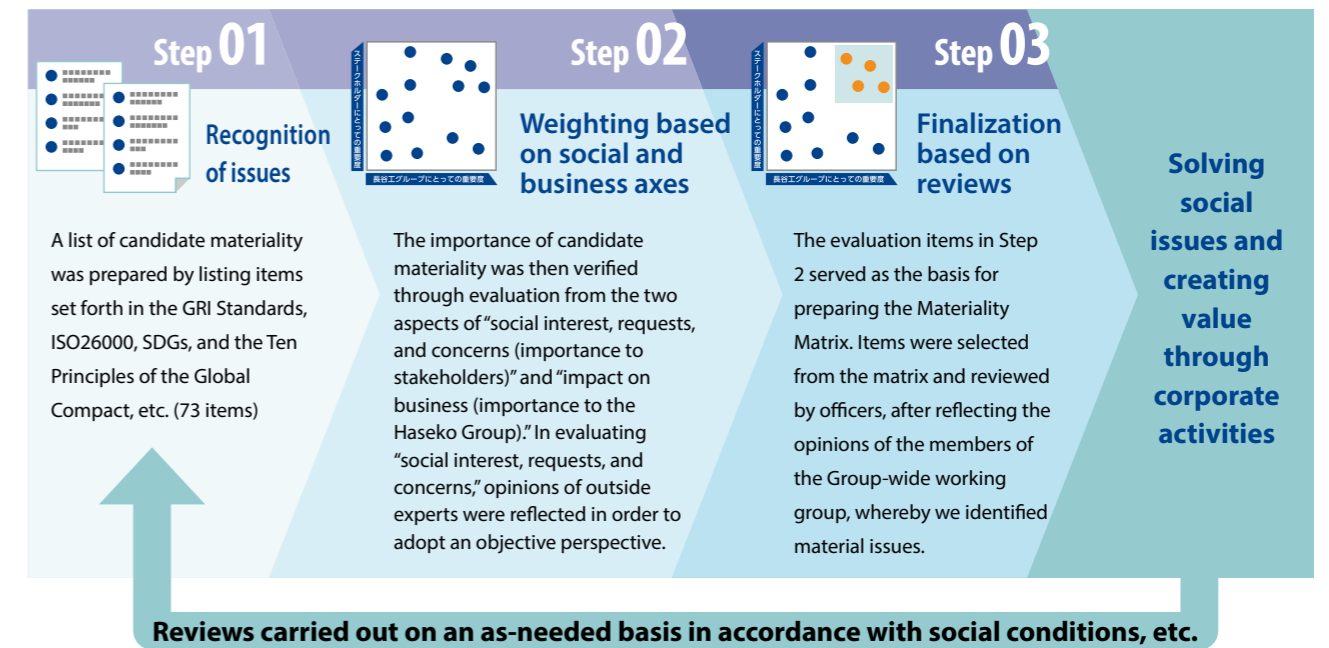 Step 01
Recognition
of issues
A list of candidate materiality
was prepared by listing items
set forth in the GRI Standards,
ISO26000, SDGs, and the Ten
Principles of the Global
Compact, etc. (73 items)
ステークホルダーにとっての重要度
長谷工グループにとっての重要度
Step 02
Weighting based
on social and
business axes
The importance of candidate
materiality was then verified
through evaluation from the two
aspects of “social interest, requests,
and concerns (importance to
stakeholders)” and “impact on
business (importance to the
Haseko Group).” In evaluating
“social interest, requests, and
concerns,” opinions of outside
experts were reflected in order to
adopt an objective perspective.
ステークホルダーにとっての重要度
長谷工グループにとっての重要度
Step 03
Finalization
based on
reviews
The evaluation items in Step
2 served as the basis for
preparing the Materiality
Matrix. Items were selected
from the matrix and reviewed
by officers, after reflecting the
opinions of the members of
the Group-wide working
group, whereby we identified
material issues.
Solving
social
issues and
creating
value
through
corporate
activities
Reviews carried out on an as-needed basis in accordance with social conditions, etc.